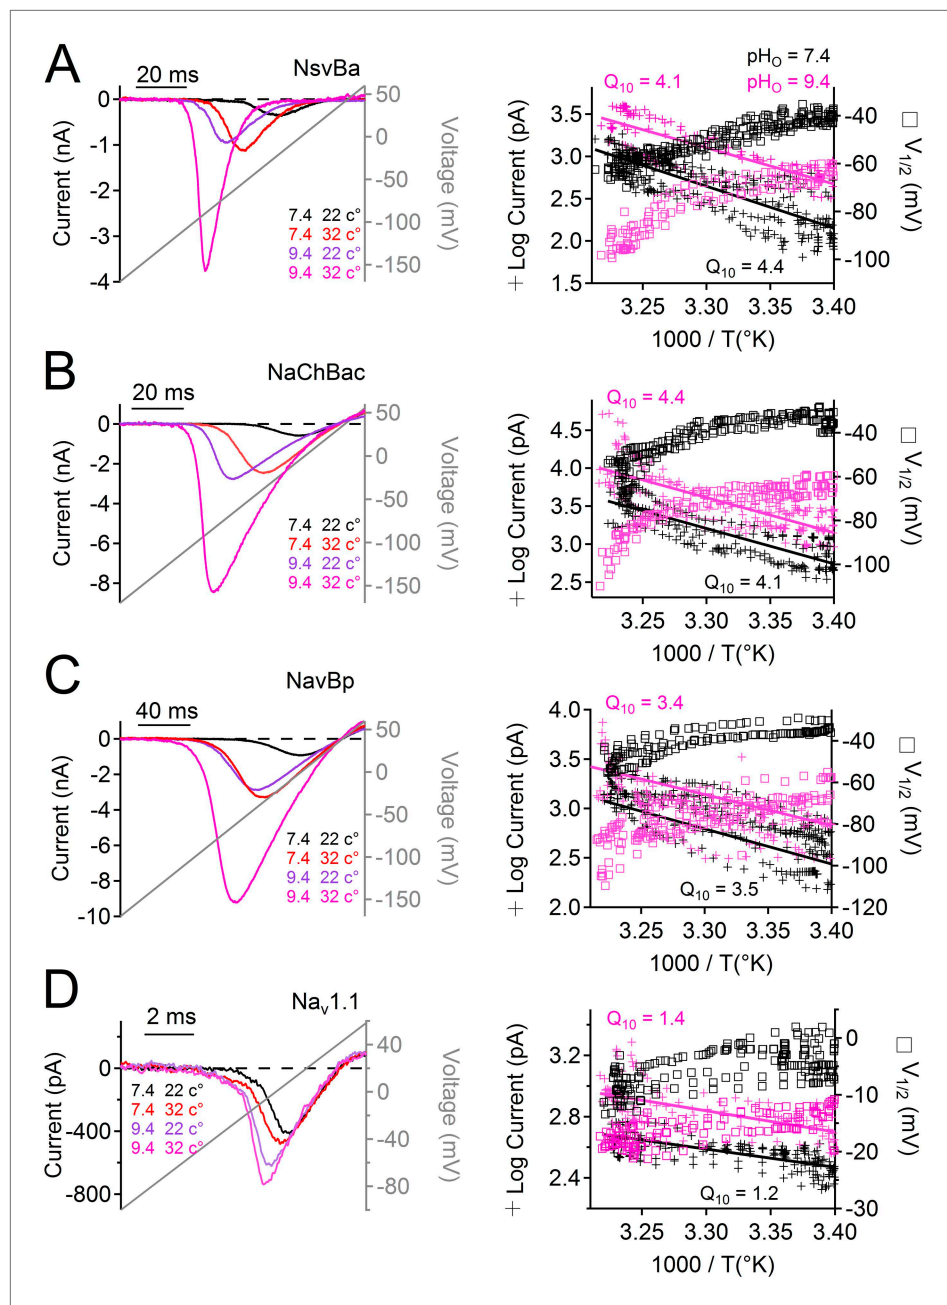 A
20 ms
NsvBa
0
-1
-2
-3
-4
Current (nA)
50
0
50
-100
-150
Voltage (mV)
7.4 22 c°
7.4 32 c°
9.4 22 c°
9.4 32 c°
pHO = 7.4
Q10 = 4.1 pHO = 9.4
3.5
3.0
2.5
2.0
1.5
+ Log Current (pA)
-40
-60
-80
-100
□ V1/2 (mV)
Q10 = 4.4
3.25 3.30 3.35 3.40
1000 / T(°K)
B
20 ms
NaChBac
0
-2
-4
-6
-8
Current (nA)
50
0
-50
-100
-150
Voltage (mV)
7.4 22 c°
7.4 32 c°
9.4 22 c°
9.4 32 c°
Q10 = 4.4
4.5
4.0
3.5
3.0
2.5
+ Log Current (pA)
-40
-60
-80
-100
□ V1/2 (mV)
Q10 = 4.1
3.25 3.30 3.35 3.40
1000 / T(°K)
C
40 ms
NavBp
0
-2
-4
-6
-8
-10
Current (nA)
50
0
-50
-100
-150
Voltage (mV)
7.4 22 c°
7.4 32 c°
9.4 22 c°
9.4 32 c°
Q10 = 3.4
4.0
3.5
3.0
2.5
2.0
+ Log Current (pA)
-40
-60
-80
-100
-120
□ V1/2 (mV)
Q10 = 3.5
3.25 3.30 3.35 3.40
1000 / T(°K)
D
2 ms
Nav1.1
0
-400
-800
Current (pA)
40
0
-40
-80
Voltage (mV)
7.4 22 c°
7.4 32 c°
9.4 22 c°
9.4 32 c°
Q10 = 1.4
3.2
2.8
2.4
+ Log Current (pA)
0
-10
-20
-30
□ V1/2 (mV)
Q10 = 1.2
3.25 3.30 3.35 3.40
1000 / T(°K)